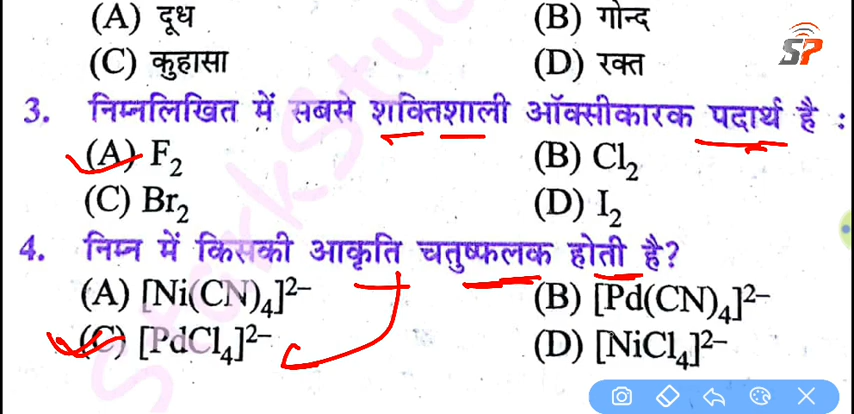 (A) दूध (B) गोन्द
(C) कुहासा (D) रक्त
SP
3. निम्नलिखित में सबसे शक्तिशाली ऑक्सीकारक पदार्थ है :
(A) F₂ (B) Cl₂
(C) Br₂ (D) I₂
4. निम्न में किसकी आकृति चतुष्फलक होती है?
(A) [Ni(CN)₄]²⁻ (B) [Pd(CN)₄]²⁻
(C) [PdCl₄]²⁻ (D) [NiCl₄]²⁻